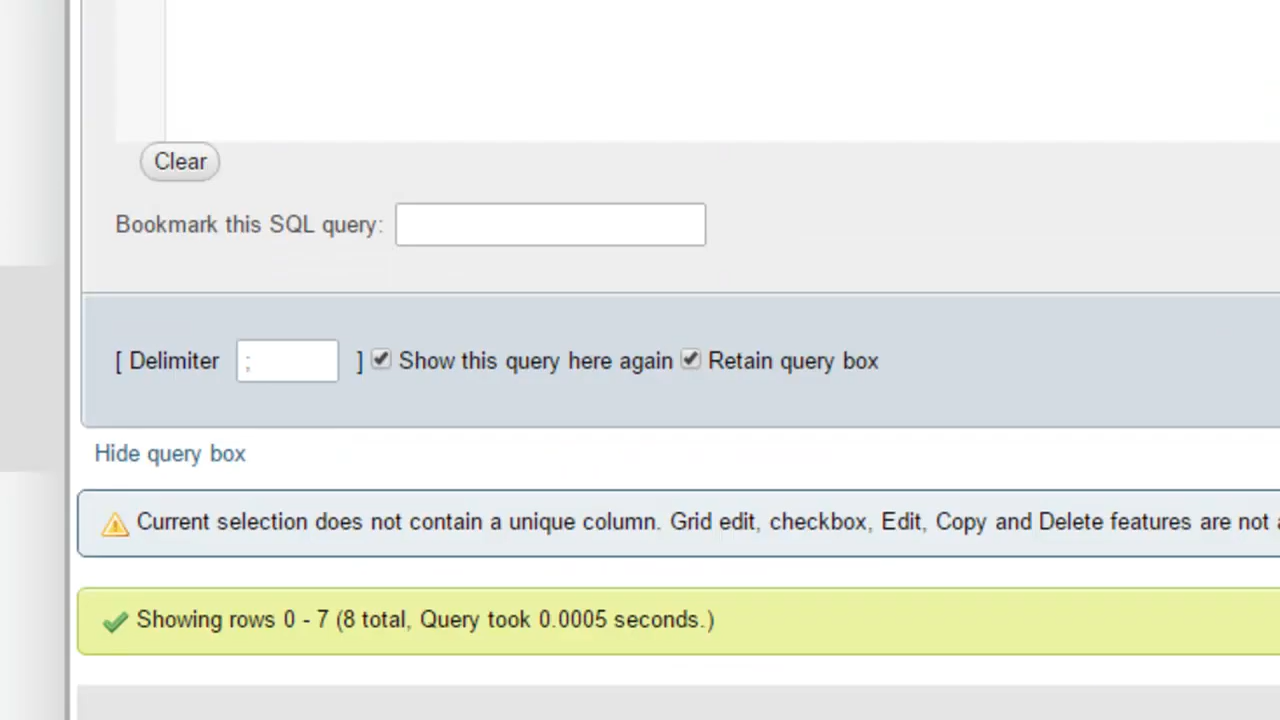 Clear
Bookmark this SQL query:
[ Delimiter ; ] Show this query here again Retain query box
Hide query box
Current selection does not contain a unique column. Grid edit, checkbox, Edit, Copy and Delete features are not
Showing rows 0 - 7 (8 total, Query took 0.0005 seconds.)